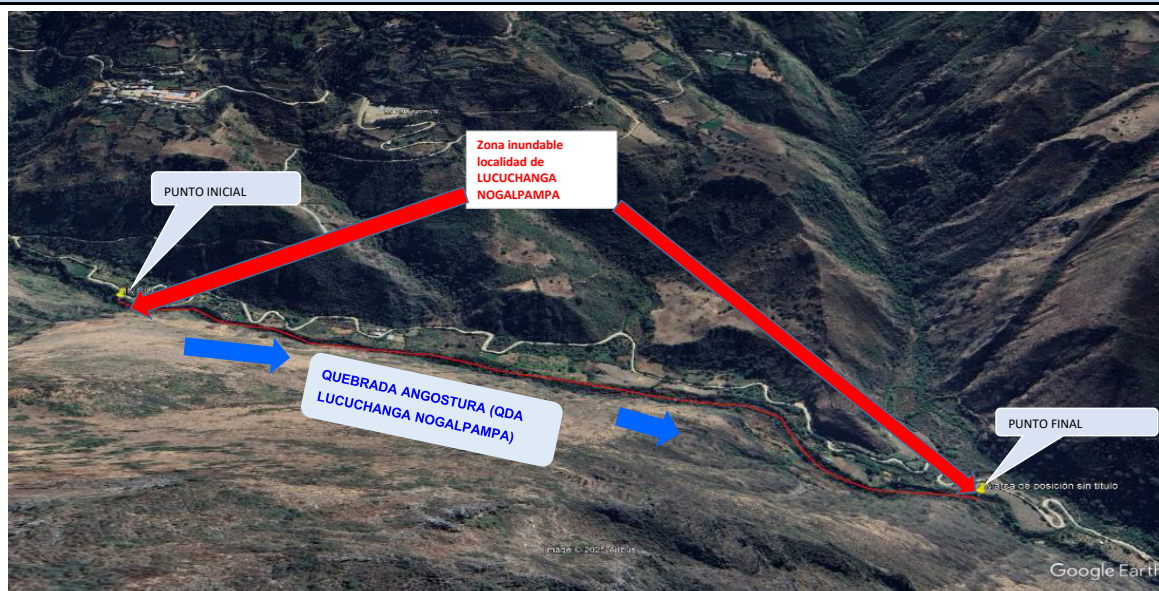 Zona inundable
localidad de
LUCUCHANGA
NOGALPAMPA
PUNTO INICIAL
QUEBRADA ANGOSTURA (QDA
LUCUCHANGA NOGALPAMPA)
PUNTO FINAL
Marca de posición sin título
Image © 2025 Airbus
Google Earth